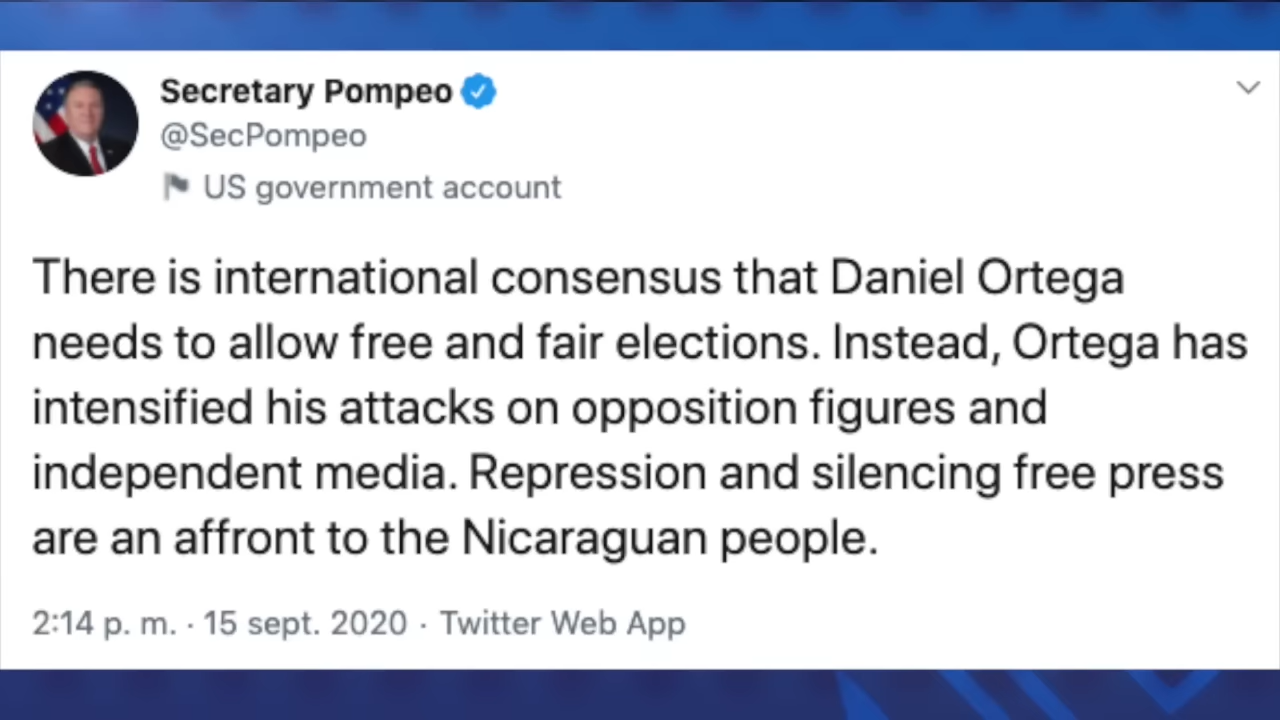 Secretary Pompeo
@SecPompeo
US government account
There is international consensus that Daniel Ortega
needs to allow free and fair elections. Instead, Ortega has
intensified his attacks on opposition figures and
independent media. Repression and silencing free press
are an affront to the Nicaraguan people.
2:14 p. m. · 15 sept. 2020 · Twitter Web App